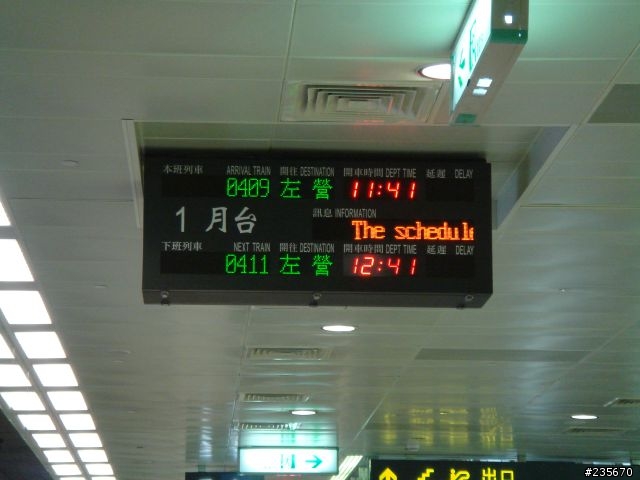 本班列車 ARRIVAL TRAIN 開往 DESTINATION 開車時間 DEPT TIME 延遲 DELAY
0409 左營 11:41
1 月台 訊息 INFORMATION
The schedule
下班列車 NEXT TRAIN 開往 DESTINATION 開車時間 DEPT TIME 延遲 DELAY
0411 左營 12:41
出口
#235670